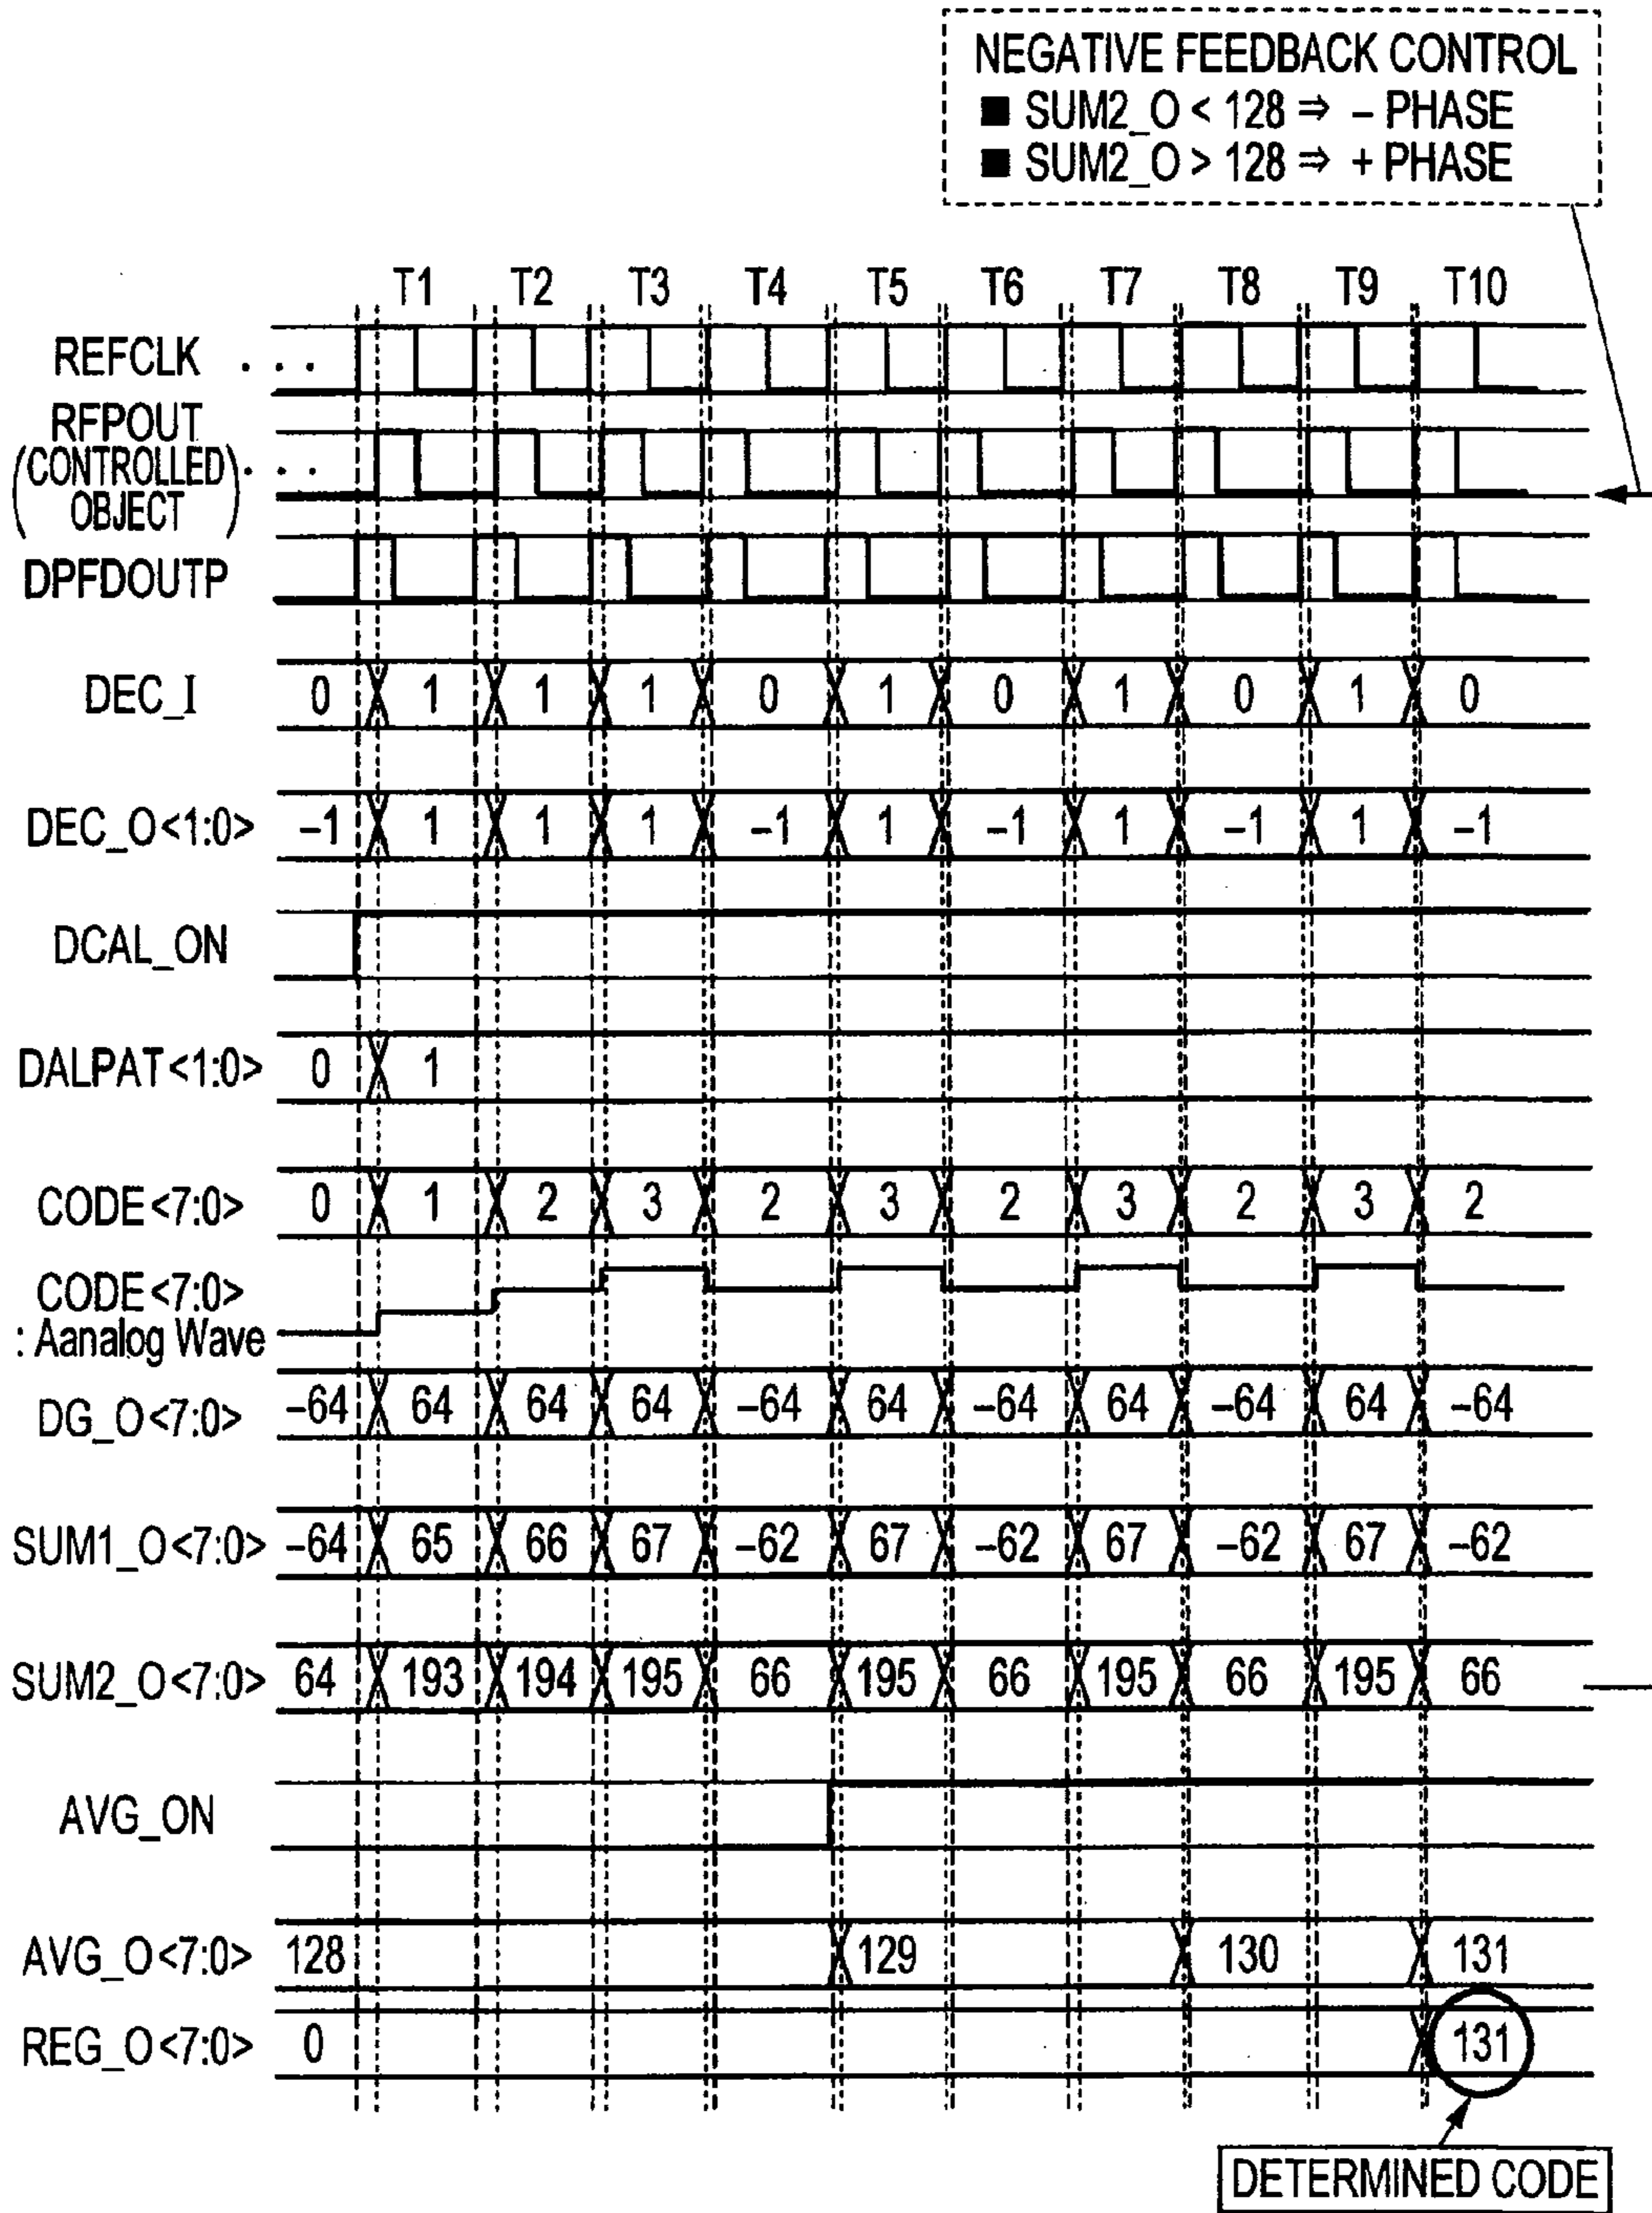 NEGATIVE FEEDBACK CONTROL
■ SUM2_O < 128 ⇒ – PHASE
■ SUM2_O > 128 ⇒ + PHASE
T1 T2 T3 T4 T5 T6 T7 T8 T9 T10
REFCLK . . .
RFPOUT
(CONTROLLED) . . .
OBJECT
DPFDOUTP
DEC_I 0 1 1 1 0 1 0 1 0 1 0
DEC_O<1:0> –1 1 1 1 –1 1 –1 1 –1 1 –1
DCAL_ON
DALPAT<1:0> 0 1
CODE<7:0> 0 1 2 3 2 3 2 3 2 3 2
CODE<7:0>
: Aanalog Wave
DG_O<7:0> –64 64 64 64 –64 64 –64 64 –64 64 –64
SUM1_O<7:0> –64 65 66 67 –62 67 –62 67 –62 67 –62
SUM2_O<7:0> 64 193 194 195 66 195 66 195 66 195 66
AVG_ON
AVG_O<7:0> 128 129 130 131
REG_O<7:0> 0 131
DETERMINED CODE